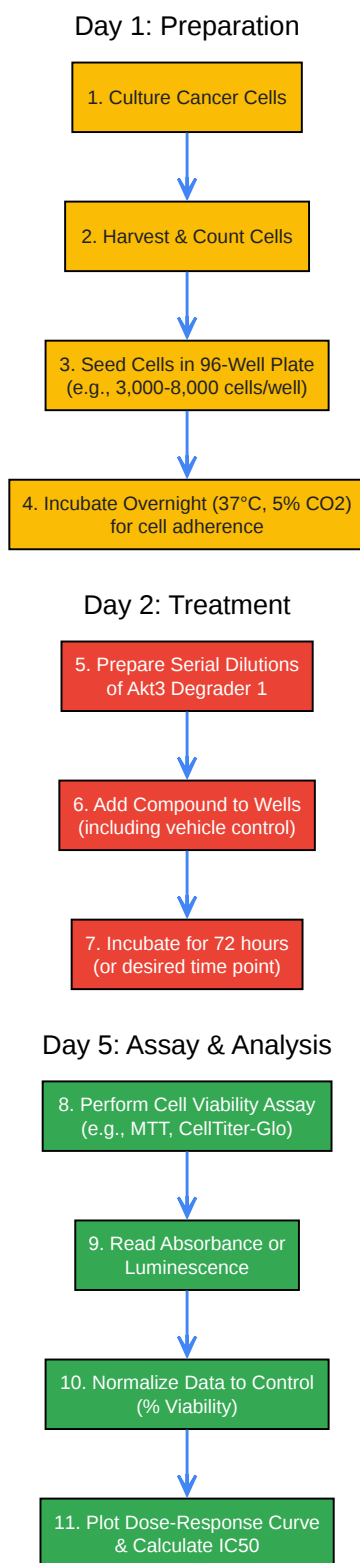 Day 1: Preparation
1. Culture Cancer Cells
2. Harvest & Count Cells
3. Seed Cells in 96-Well Plate
(e.g., 3,000-8,000 cells/well)
4. Incubate Overnight (37°C, 5% CO2)
for cell adherence
Day 2: Treatment
5. Prepare Serial Dilutions
of Akt3 Degrader 1
6. Add Compound to Wells
(including vehicle control)
7. Incubate for 72 hours
(or desired time point)
Day 5: Assay & Analysis
8. Perform Cell Viability Assay
(e.g., MTT, CellTiter-Glo)
9. Read Absorbance or
Luminescence
10. Normalize Data to Control
(% Viability)
11. Plot Dose-Response Curve
& Calculate IC50